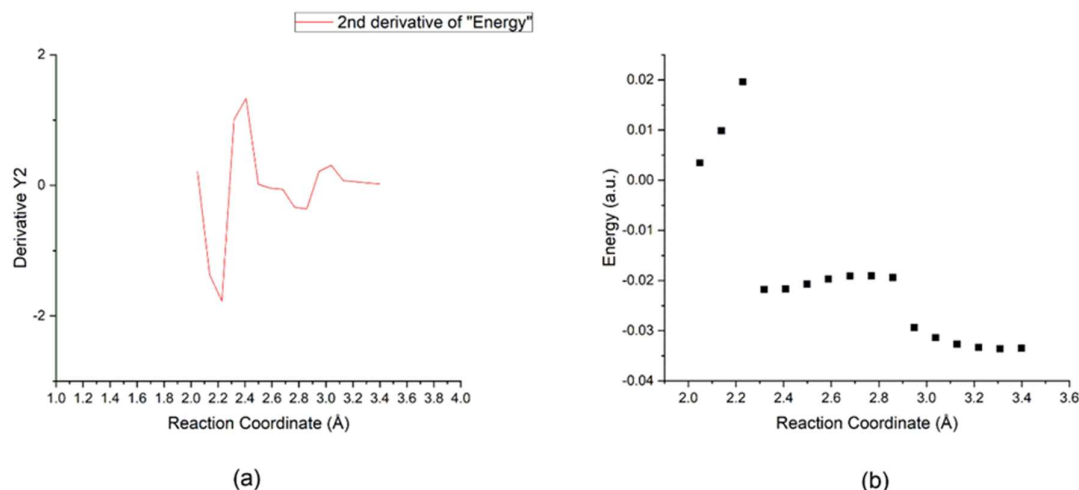 2nd derivative of "Energy"
2
0
-2
Derivative Y2
1.0 1.2 1.4 1.6 1.8 2.0 2.2 2.4 2.6 2.8 3.0 3.2 3.4 3.6 3.8 4.0
Reaction Coordinate (Å)
(a)
0.02
0.01
0.00
-0.01
-0.02
-0.03
-0.04
Energy (a.u.)
2.0 2.2 2.4 2.6 2.8 3.0 3.2 3.4 3.6
Reaction Coordinate (Å)
(b)